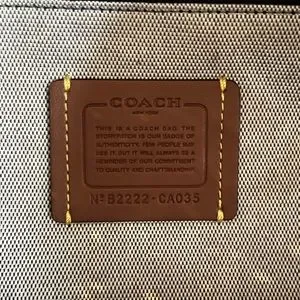 COACH
NEW YORK
THIS IS A COACH BAG. THE
STORYPATCH IS OUR BADGE OF
AUTHENTICITY. FEW PEOPLE MAY
SEE IT BUT IT WILL ALWAYS BE A
REMINDER OF OUR COMMITMENT
TO QUALITY AND CRAFTSMANSHIP.
Nº B2222-CA035